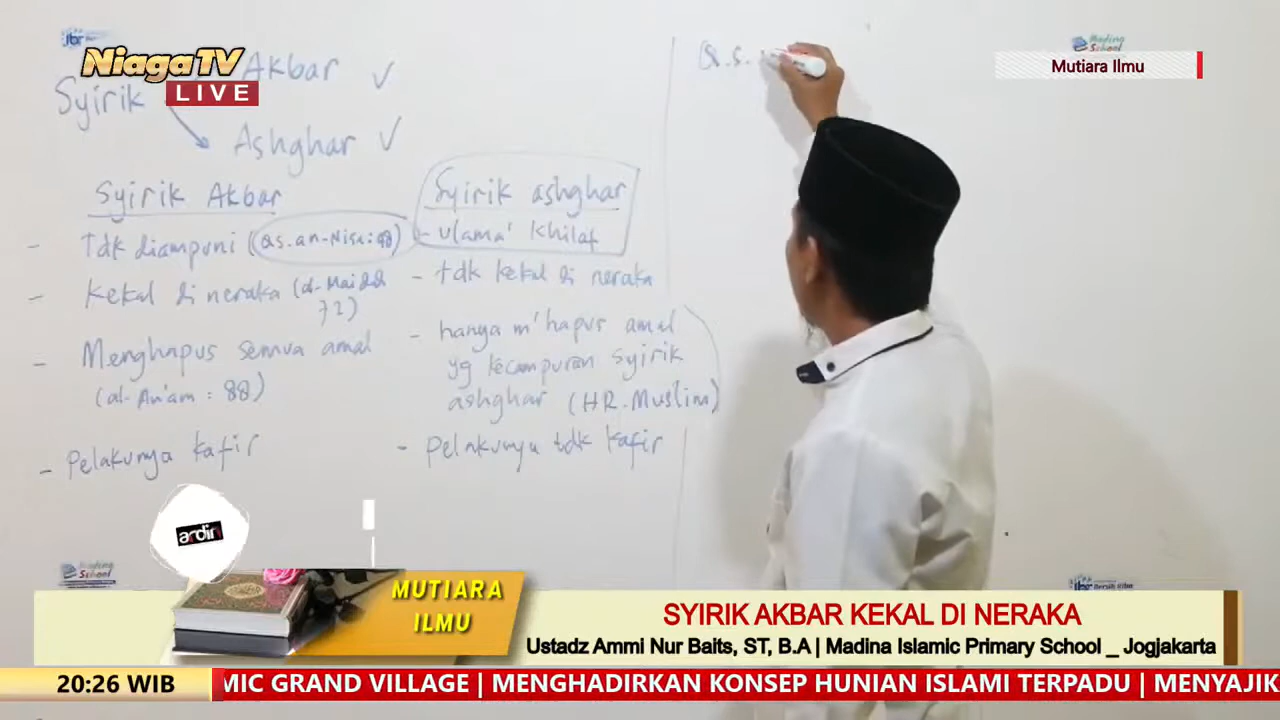 NiagaTV
LIVE
Mading
School
Mutiara Ilmu
Syirik
Akbar ✓
Ashghar ✓
Q.S.
Syirik Akbar
- Tdk diampuni (Qs. an-Nisa: 48)
- Kekal di neraka (al-Maidah
72)
- Menghapus semua amal
(al-An'am : 88)
- Pelakunya kafir
Syirik ashghar
- Ulama' khilaf
- tdk kekal di neraka
- hanya m'hapus amal
yg kecampuran syirik
ashghar (HR. Muslim)
- Pelakunya tdk kafir
ardin
MUTIARA
ILMU
SYIRIK AKBAR KEKAL DI NERAKA
Ustadz Ammi Nur Baits, ST, B.A | Madina Islamic Primary School _ Jogjakarta
20:26 WIB
MIC GRAND VILLAGE | MENGHADIRKAN KONSEP HUNIAN ISLAMI TERPADU | MENYAJIK